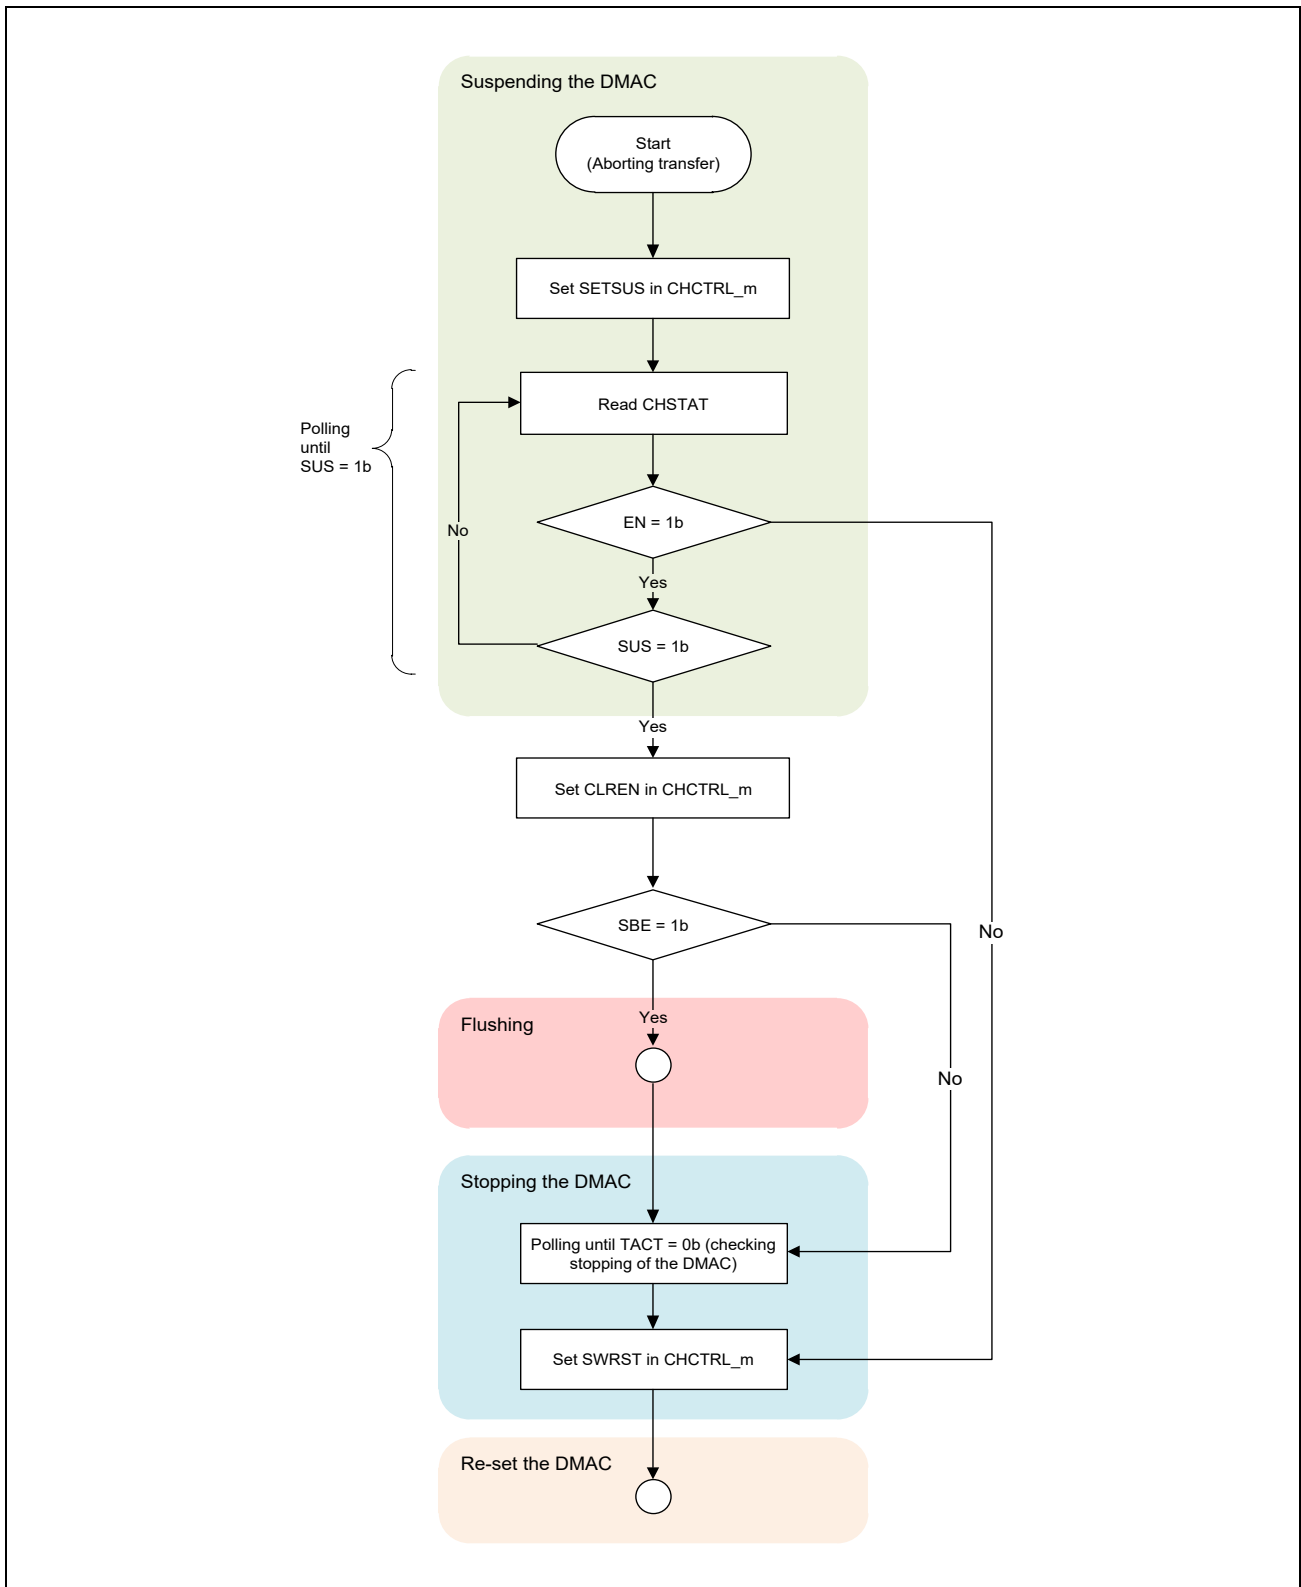 Suspending the DMAC
Start
(Aborting transfer)
Set SETSUS in CHCTRL_m
Read CHSTAT
Polling
until
SUS = 1b
EN = 1b
No
Yes
SUS = 1b
Yes
Set CLREN in CHCTRL_m
SBE = 1b
No
Yes
Flushing
No
Stopping the DMAC
Polling until TACT = 0b (checking
stopping of the DMAC)
Set SWRST in CHCTRL_m
Re-set the DMAC